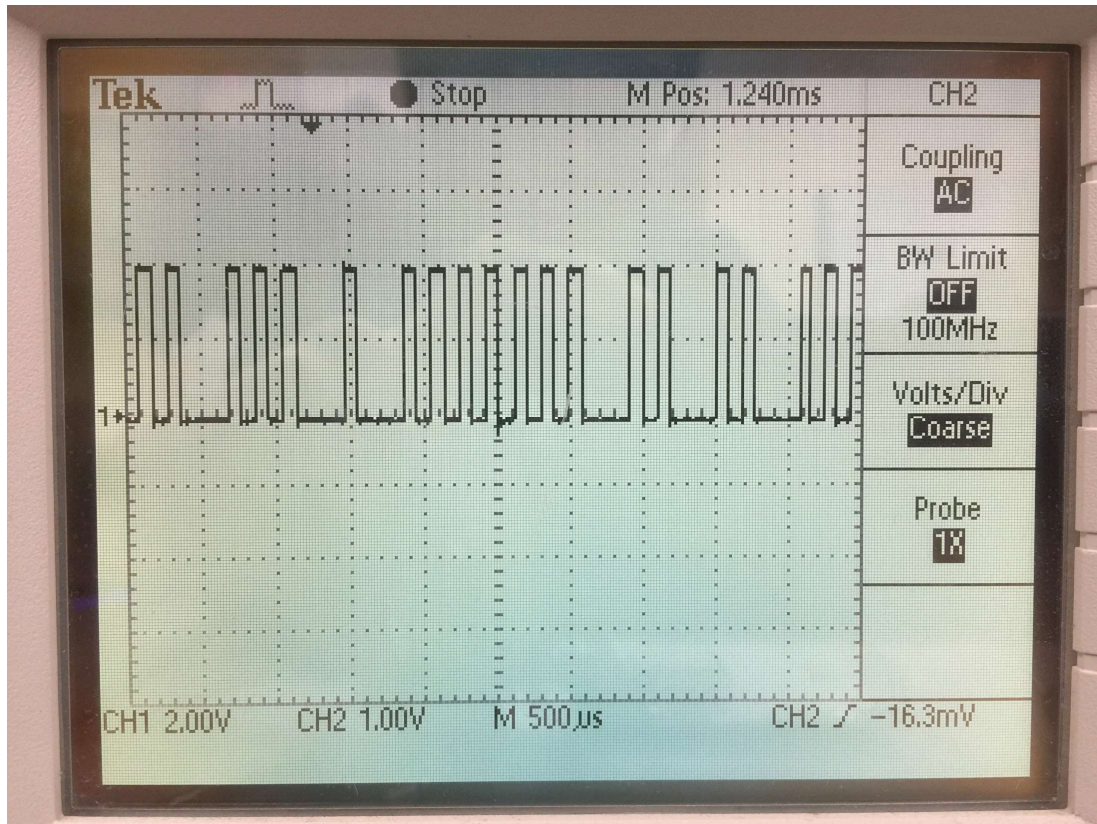 Tek Stop M Pos: 1.240ms CH2
Coupling
AC
BW Limit
OFF
100MHz
Volts/Div
Coarse
Probe
1X
1
CH1 2.00V CH2 1.00V M 500µs CH2 -16.3mV